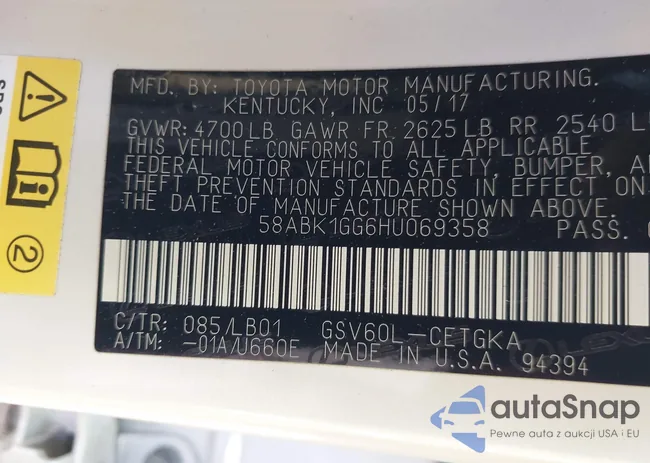 MFD. BY: TOYOTA MOTOR MANUFACTURING.
KENTUCKY, INC 05/17
GVWR: 4700LB. GAWR FR. 2625LB RR 2540 L
THIS VEHICLE CONFORMS TO ALL APPLICABLE
FEDERAL MOTOR VEHICLE SAFETY, BUMPER, A
THEFT PREVENTION STANDARDS IN EFFECT ON
THE DATE OF MANUFACTURE SHOWN ABOVE.
58ABK1GG6HU069358 PASS.
C/TR: 085/LB01 GSV60L-CETGKA
A/TM: -01A/U660E MADE IN U.S.A. 94394
2
autaSnap
Pewne auta z aukcji USA i EU